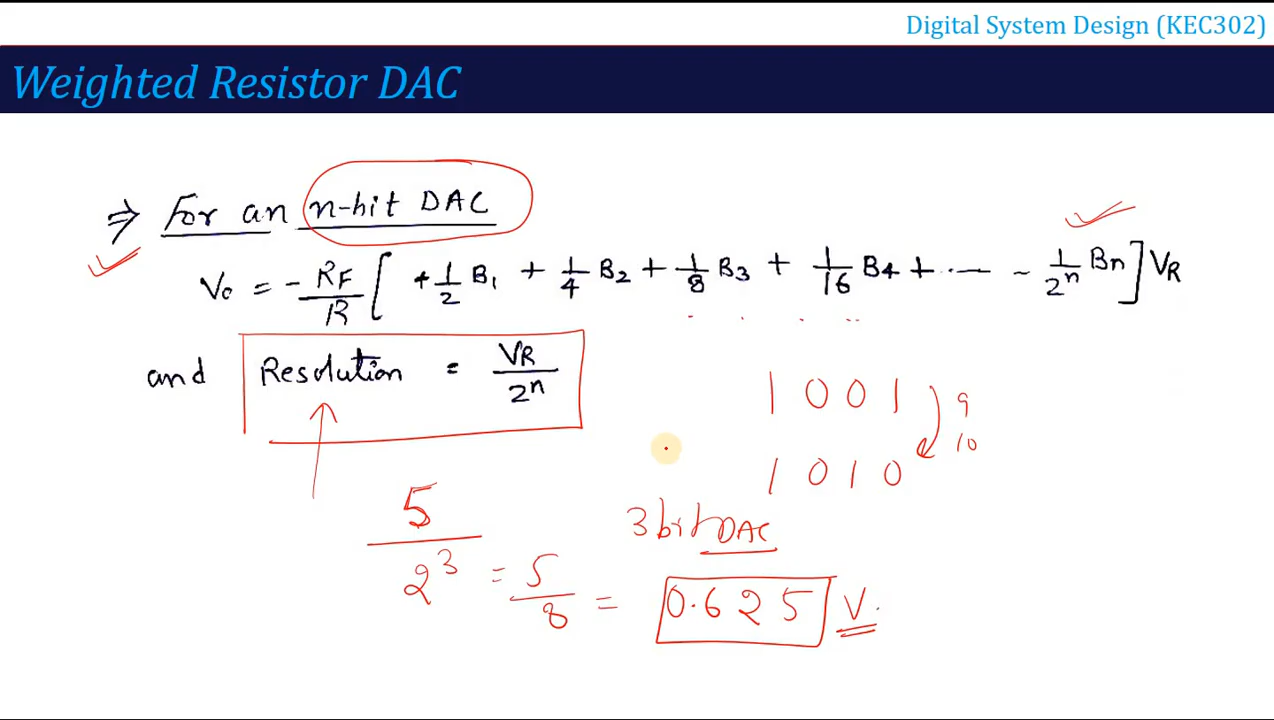 Digital System Design (KEC302)
Weighted Resistor DAC
⇒ For an n-bit DAC
Vo = - RF/R [ +1/2 B1 + 1/4 B2 + 1/8 B3 + 1/16 B4 + .... - 1/2^n Bn ] VR
and Resolution = VR/2^n
1 0 0 1 9
10
1 0 1 0
3 bit DAC
5/2^3 = 5/8 = 0.625 V.